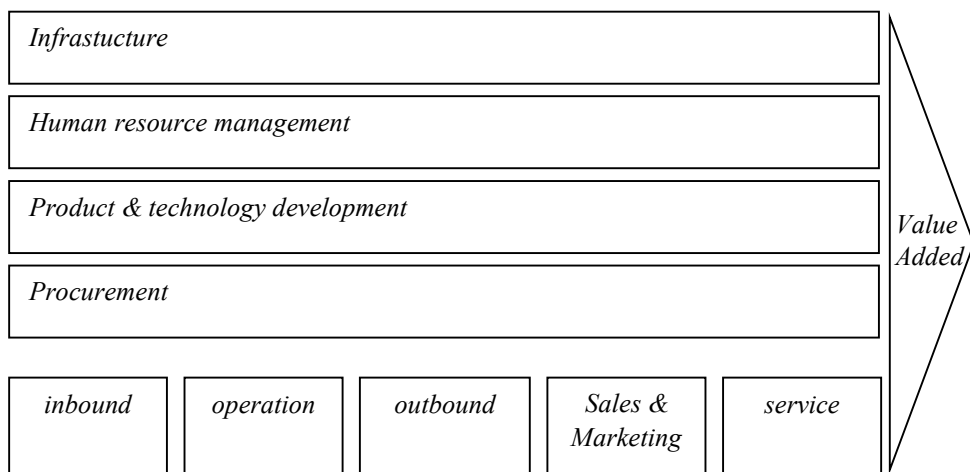 Infrastucture
Human resource management
Product & technology development
Procurement
Value
Added
inbound
operation
outbound
Sales &
Marketing
service